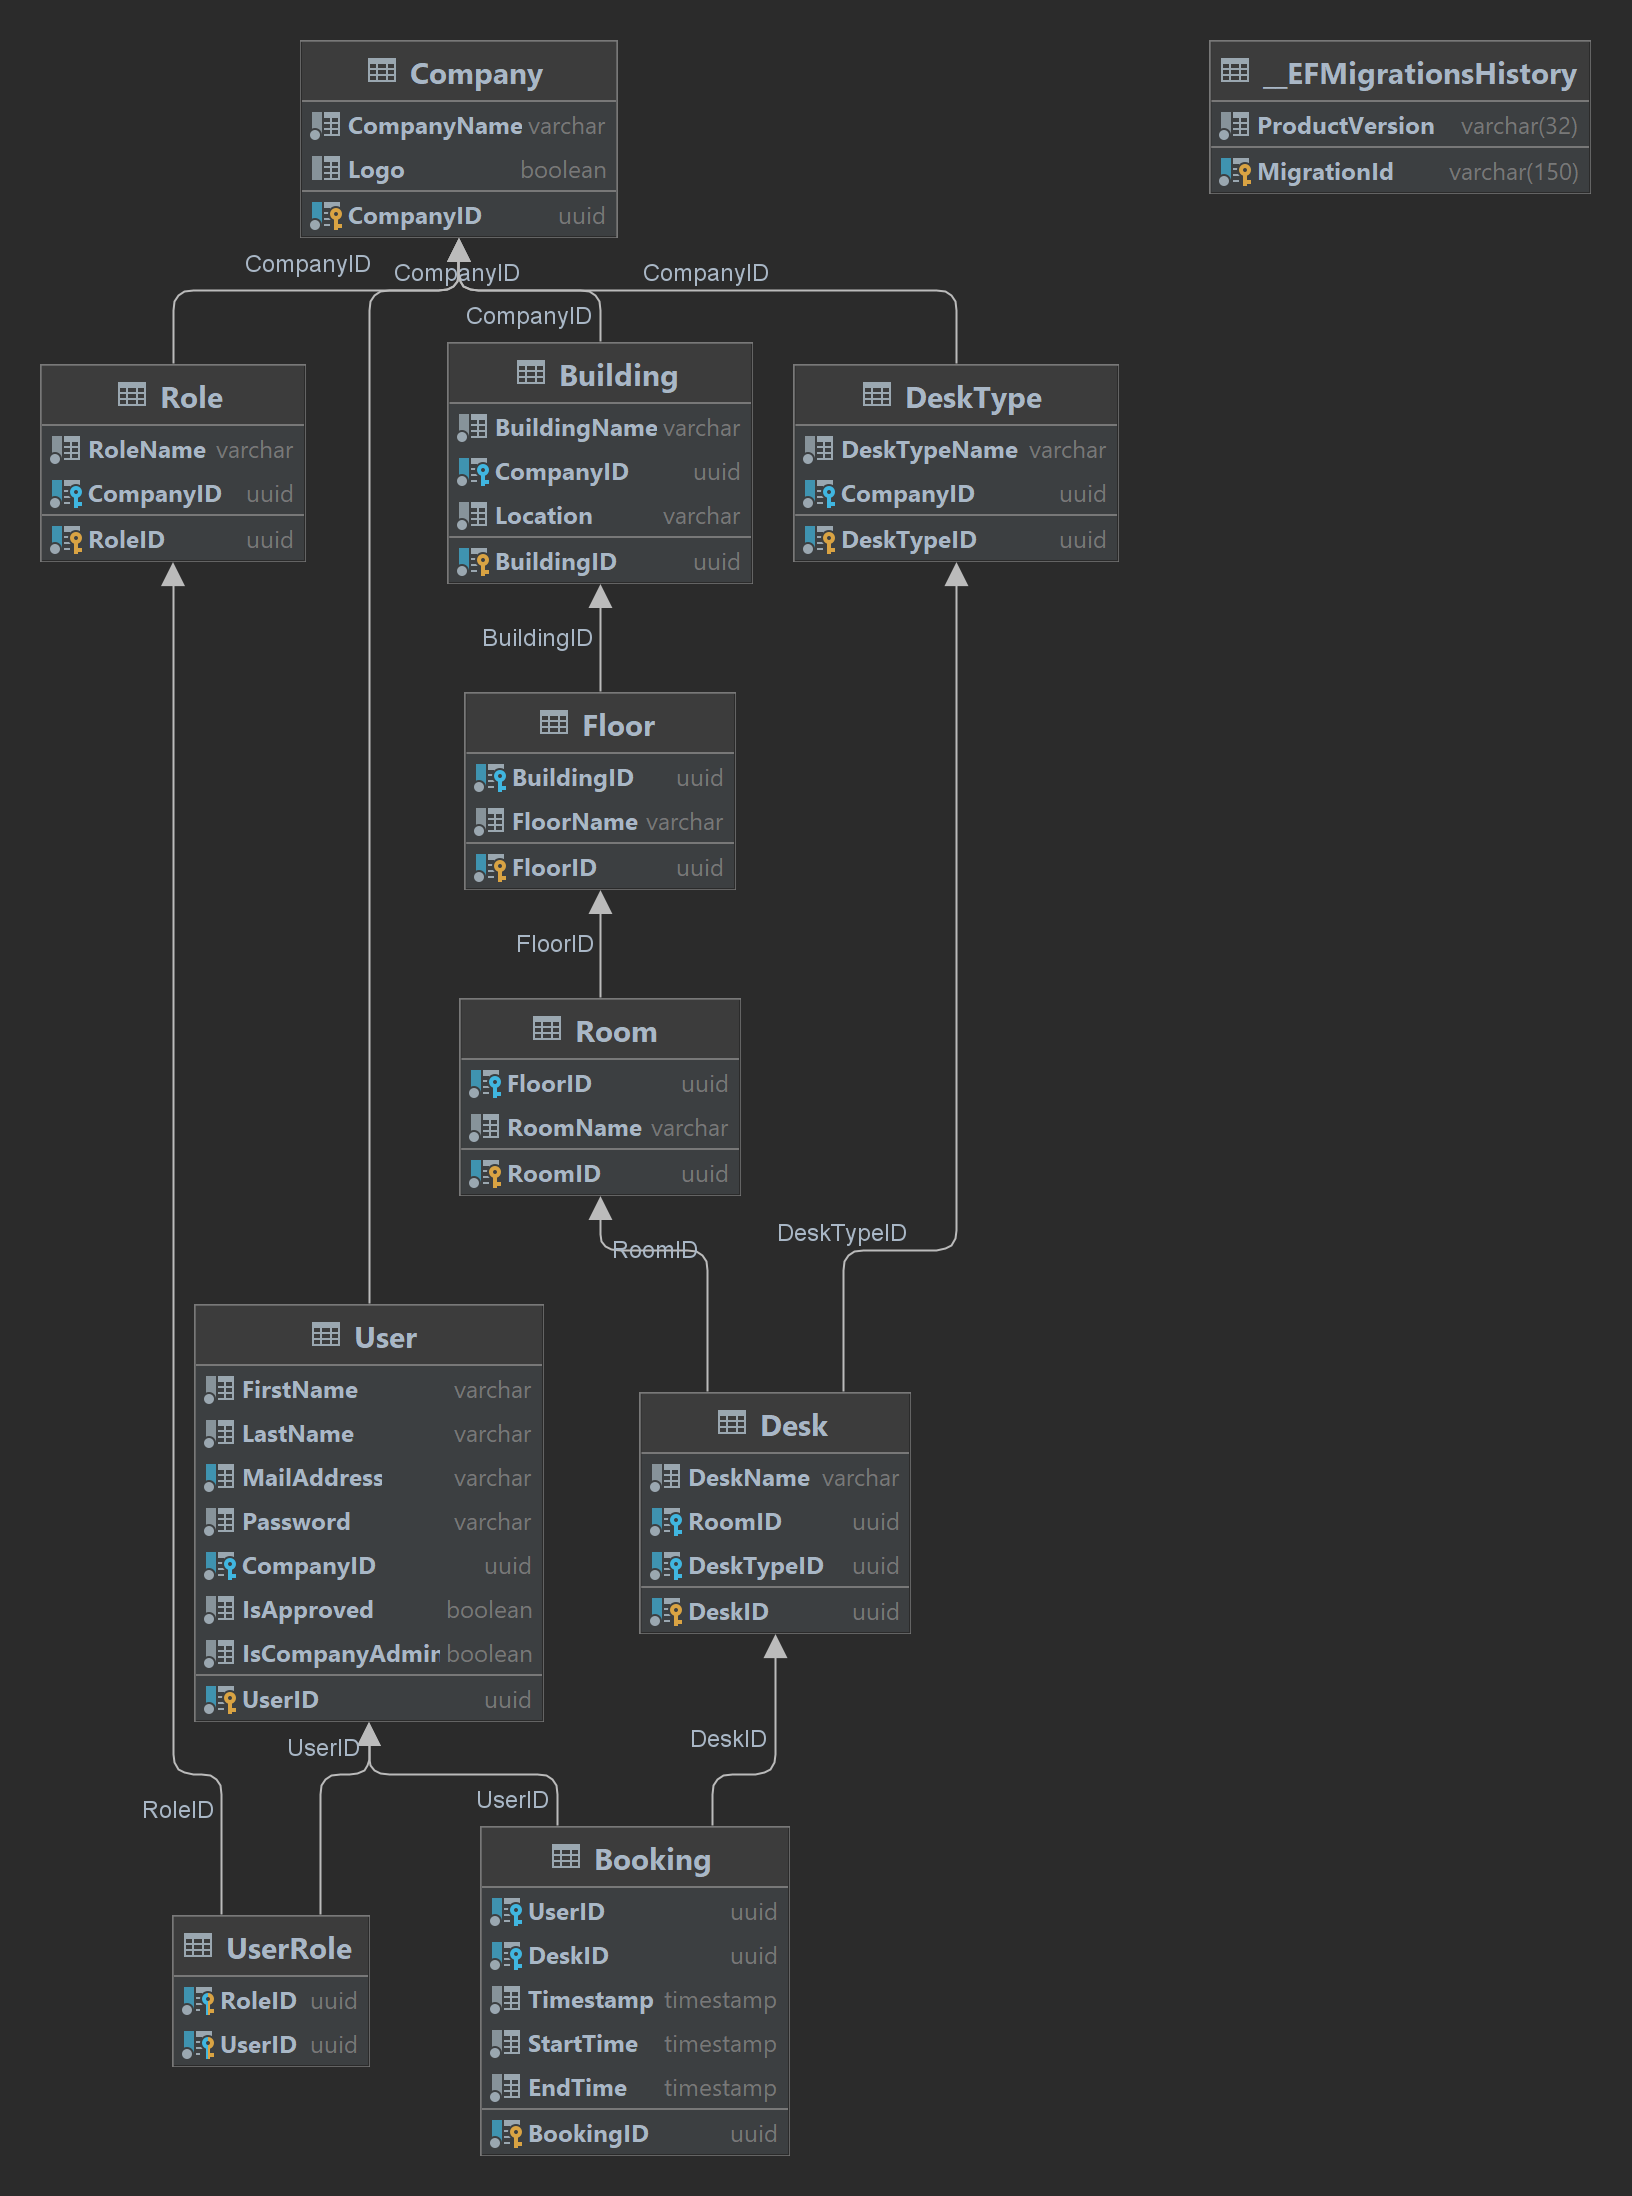 Company
CompanyName varchar
Logo boolean
CompanyID uuid
__EFMigrationsHistory
ProductVersion varchar(32)
MigrationId varchar(150)
CompanyID
CompanyID
CompanyID
CompanyID
Role
RoleName varchar
CompanyID uuid
RoleID uuid
Building
BuildingName varchar
CompanyID uuid
Location varchar
BuildingID uuid
DeskType
DeskTypeName varchar
CompanyID uuid
DeskTypeID uuid
BuildingID
Floor
BuildingID uuid
FloorName varchar
FloorID uuid
FloorID
Room
FloorID uuid
RoomName varchar
RoomID uuid
RoomID
DeskTypeID
User
FirstName varchar
LastName varchar
MailAddress varchar
Password varchar
CompanyID uuid
IsApproved boolean
IsCompanyAdmin boolean
UserID uuid
Desk
DeskName varchar
RoomID uuid
DeskTypeID uuid
DeskID uuid
UserID
DeskID
RoleID
UserID
UserRole
RoleID uuid
UserID uuid
Booking
UserID uuid
DeskID uuid
Timestamp timestamp
StartTime timestamp
EndTime timestamp
BookingID uuid